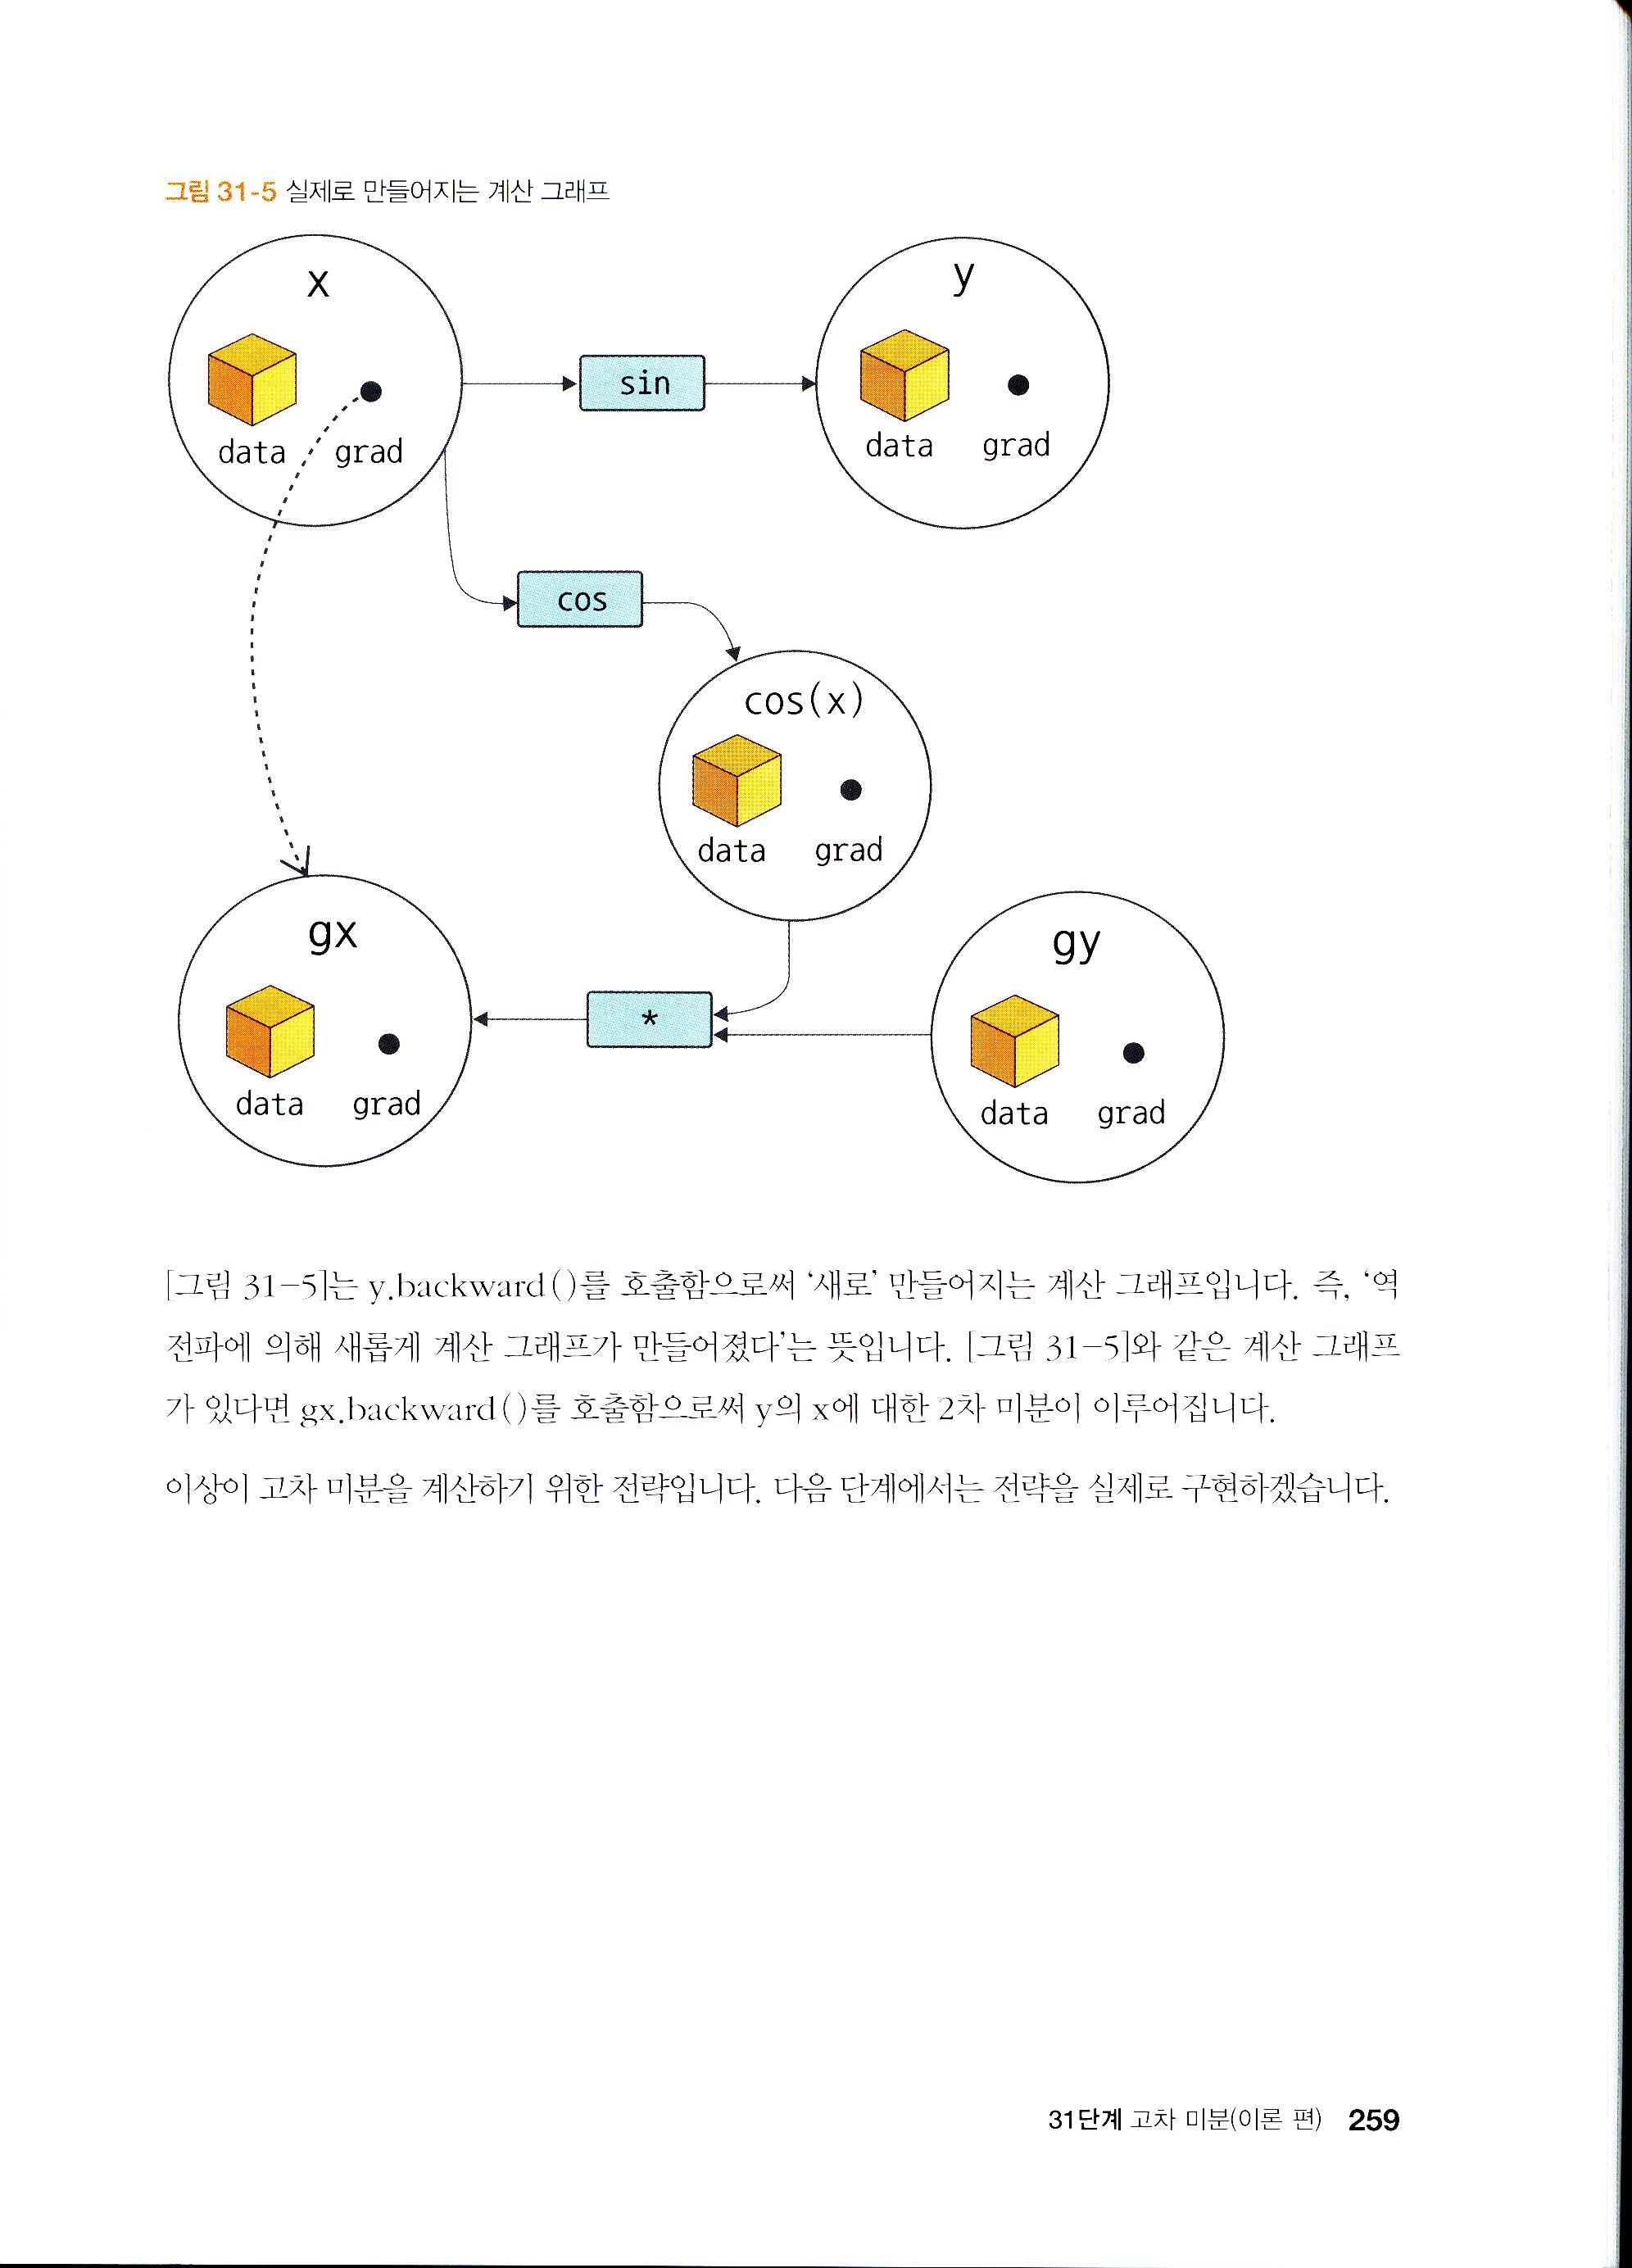 그림 31-5 실제로 만들어지는 계산 그래프
x
data grad
sin
y
data grad
cos
cos(x)
data grad
gx
data grad
*
gy
data grad
[그림 31-5]는 y.backward()를 호출함으로써 ‘새로’ 만들어지는 계산 그래프입니다. 즉, ‘역
전파에 의해 새롭게 계산 그래프가 만들어졌다’는 뜻입니다. [그림 31-5]와 같은 계산 그래프
가 있다면 gx.backward()를 호출함으로써 y의 x에 대한 2차 미분이 이루어집니다.
이상이 고차 미분을 계산하기 위한 전략입니다. 다음 단계에서는 전략을 실제로 구현하겠습니다.
31단계 고차 미분(이론 편) 259